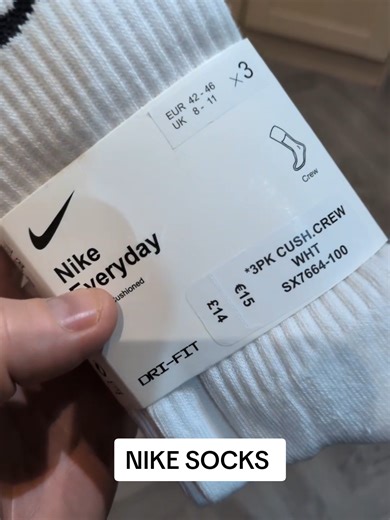 EUR 42-46
UK 8-11
x3
Crew
Nike
Everyday
Cushioned
*3PK CUSH.CREW
WHT
SX7664-100
€15
£14
DRI-FIT
NIKE SOCKS